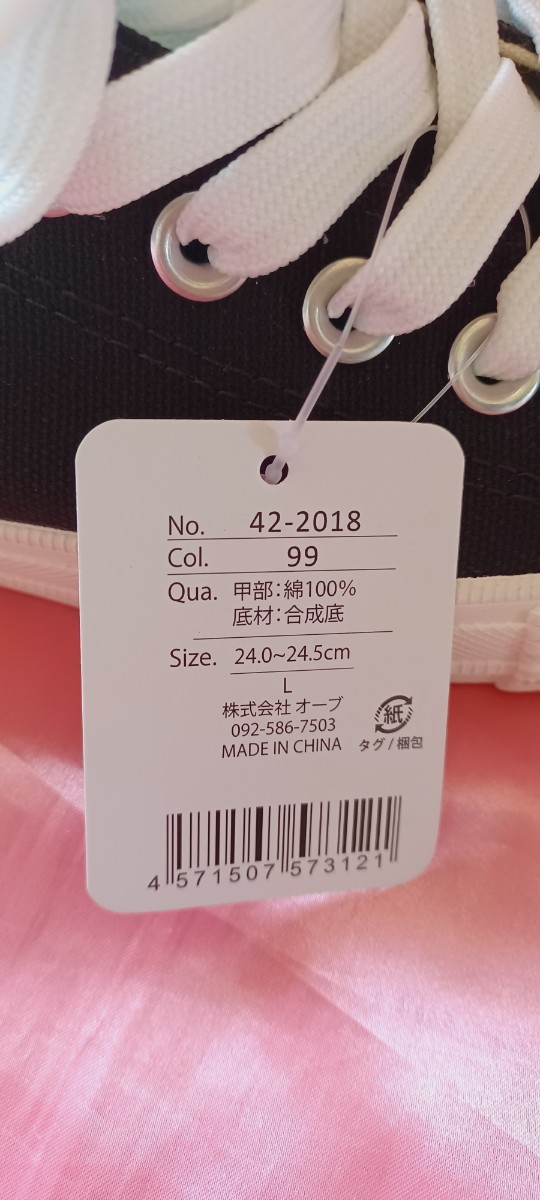 No. 42-2018
Col. 99
Qua. 甲部：綿100%
底材：合成底
Size. 24.0~24.5cm
L
株式会社 オーブ
092-586-7503
MADE IN CHINA
紙
タグ / 梱包
4 571507 573121